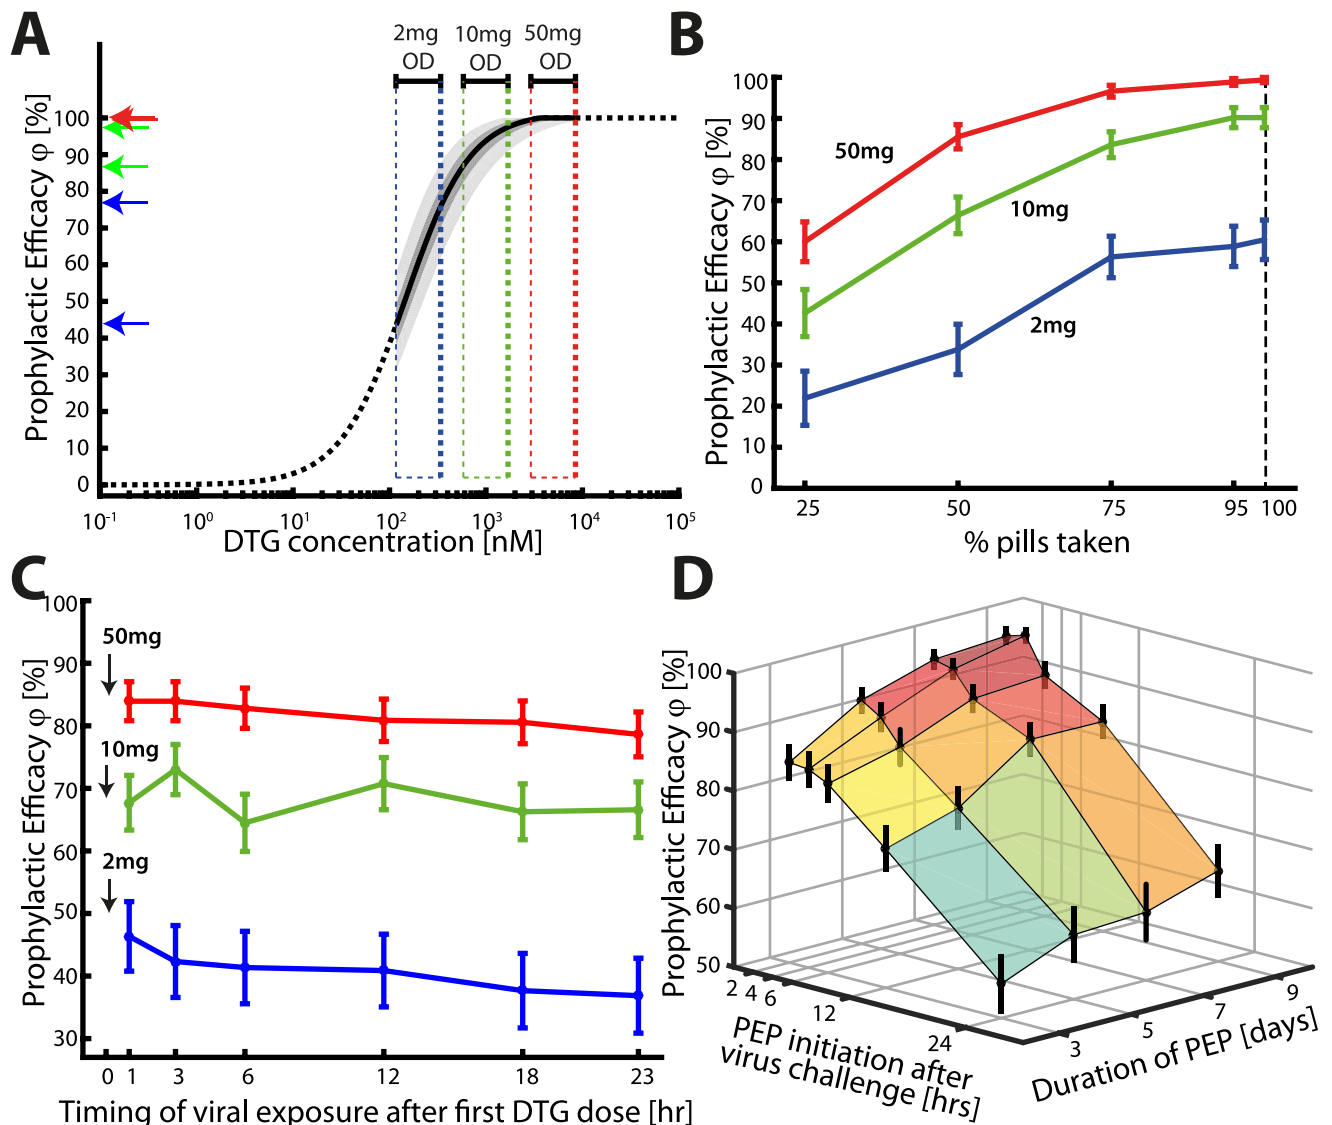 A
2mg
OD
10mg
OD
50mg
OD
Prophylactic Efficacy φ [%]
100
90
80
70
60
50
40
30
20
10
0
10-1
100
101
102
103
104
105
DTG concentration [nM]
B
Prophylactic Efficacy φ [%]
100
90
80
70
60
50
40
30
20
10
0
50mg
10mg
2mg
25
50
75
95
100
% pills taken
C
Prophylactic Efficacy φ [%]
100
90
80
70
60
50
40
30
50mg
10mg
2mg
0
1
3
6
12
18
23
Timing of viral exposure after first DTG dose [hr]
D
Prophylactic Efficacy φ [%]
100
90
80
70
60
50
2
4
6
12
24
PEP initiation after
virus challenge [hrs]
3
5
7
9
Duration of PEP [days]